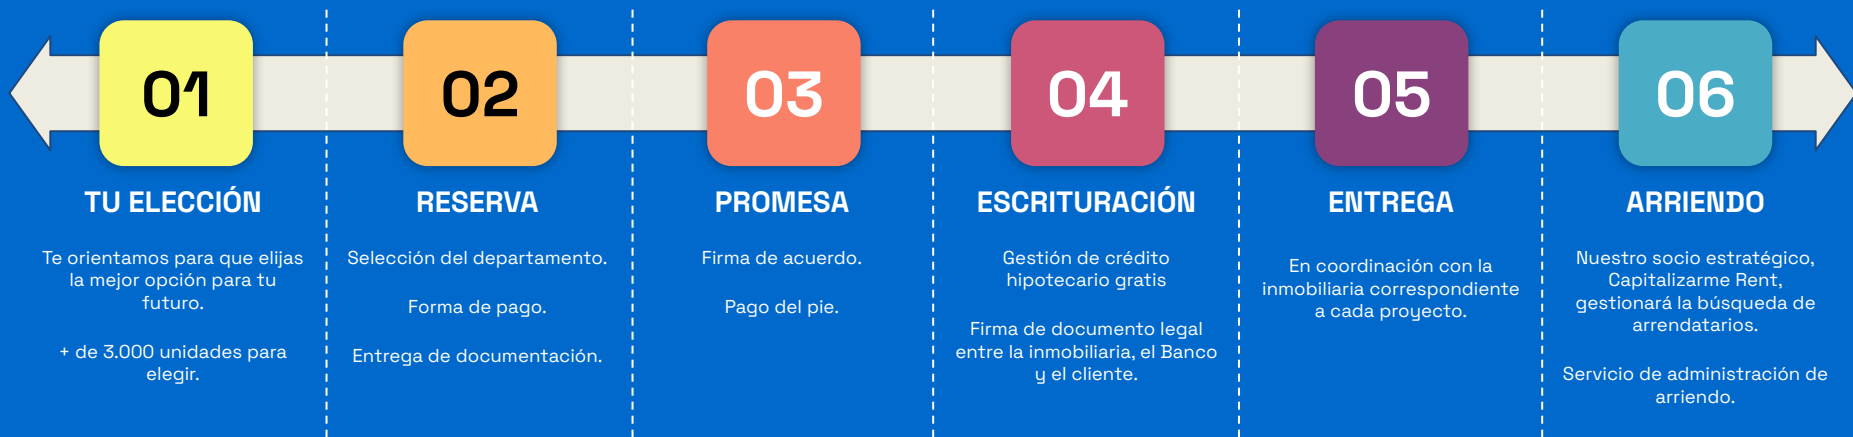 01
TU ELECCIÓN
Te orientamos para que elijas
la mejor opción para tu
futuro.
+ de 3.000 unidades para
elegir.
02
RESERVA
Selección del departamento.
Forma de pago.
Entrega de documentación.
03
PROMESA
Firma de acuerdo.
Pago del pie.
04
ESCRITURACIÓN
Gestión de crédito
hipotecario gratis
Firma de documento legal
entre la inmobiliaria, el Banco
y el cliente.
05
ENTREGA
En coordinación con la
inmobiliaria correspondiente
a cada proyecto.
06
ARRIENDO
Nuestro socio estratégico,
Capitalizarme Rent,
gestionará la búsqueda de
arrendatarios.
Servicio de administración de
arriendo.